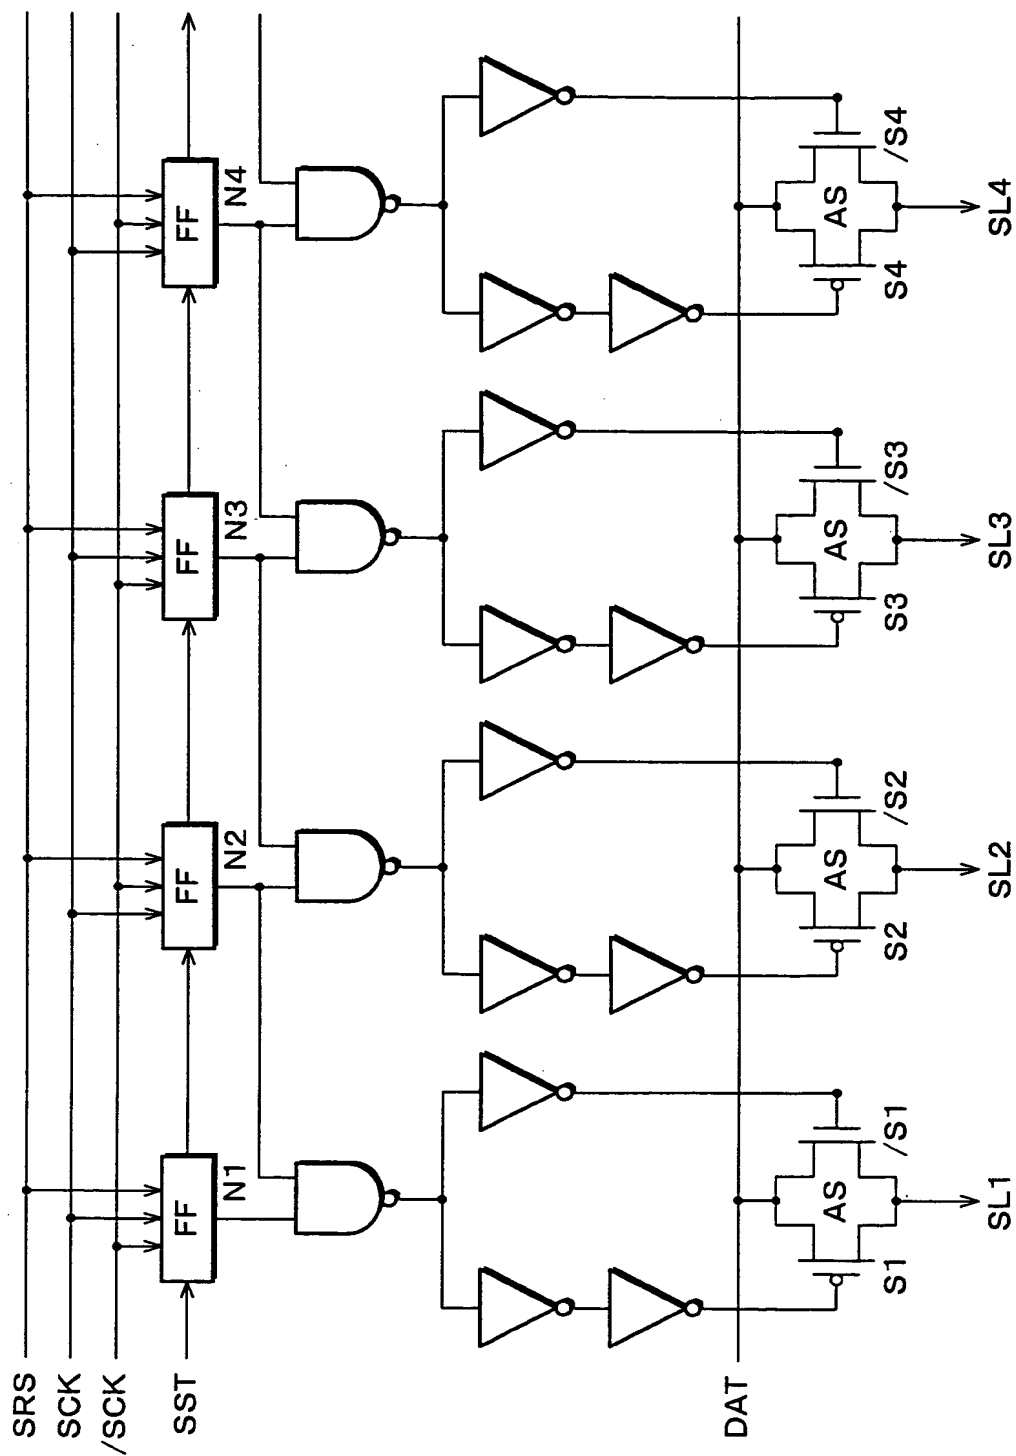 SRS
SCK
/SCK
SST
FF
FF
FF
FF
N1
N2
N3
N4
DAT
AS
AS
AS
AS
S1
/S1
S2
/S2
S3
/S3
S4
/S4
SL1
SL2
SL3
SL4